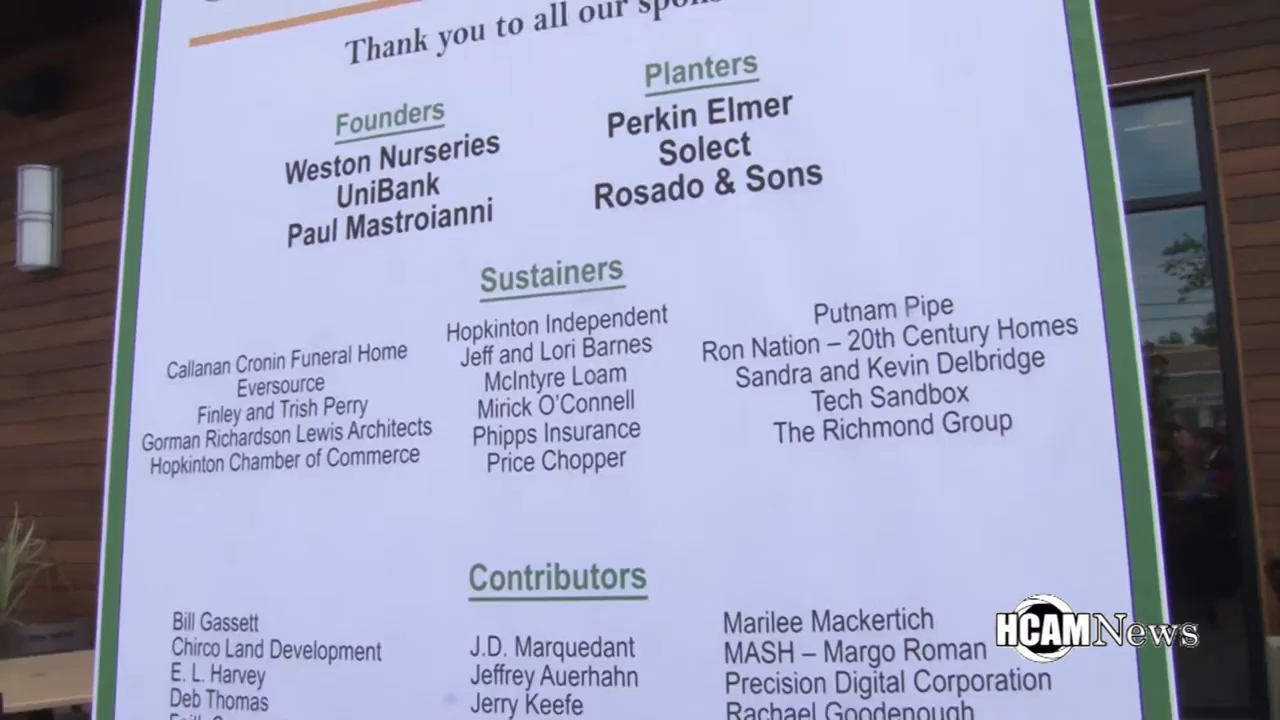 Thank you to all our
Founders
Weston Nurseries
UniBank
Paul Mastroianni
Planters
Perkin Elmer
Solect
Rosado & Sons
Sustainers
Callanan Cronin Funeral Home
Eversource
Finley and Trish Perry
Gorman Richardson Lewis Architects
Hopkinton Chamber of Commerce
Hopkinton Independent
Jeff and Lori Barnes
McIntyre Loam
Mirick O'Connell
Phipps Insurance
Price Chopper
Putnam Pipe
Ron Nation – 20th Century Homes
Sandra and Kevin Delbridge
Tech Sandbox
The Richmond Group
Contributors
Bill Gassett
Chirco Land Development
E. L. Harvey
Deb Thomas
J.D. Marquedant
Jeffrey Auerhahn
Jerry Keefe
Marilee Mackertich
MASH – Margo Roman
Precision Digital Corporation
Rachael Goodenough
HCAM News